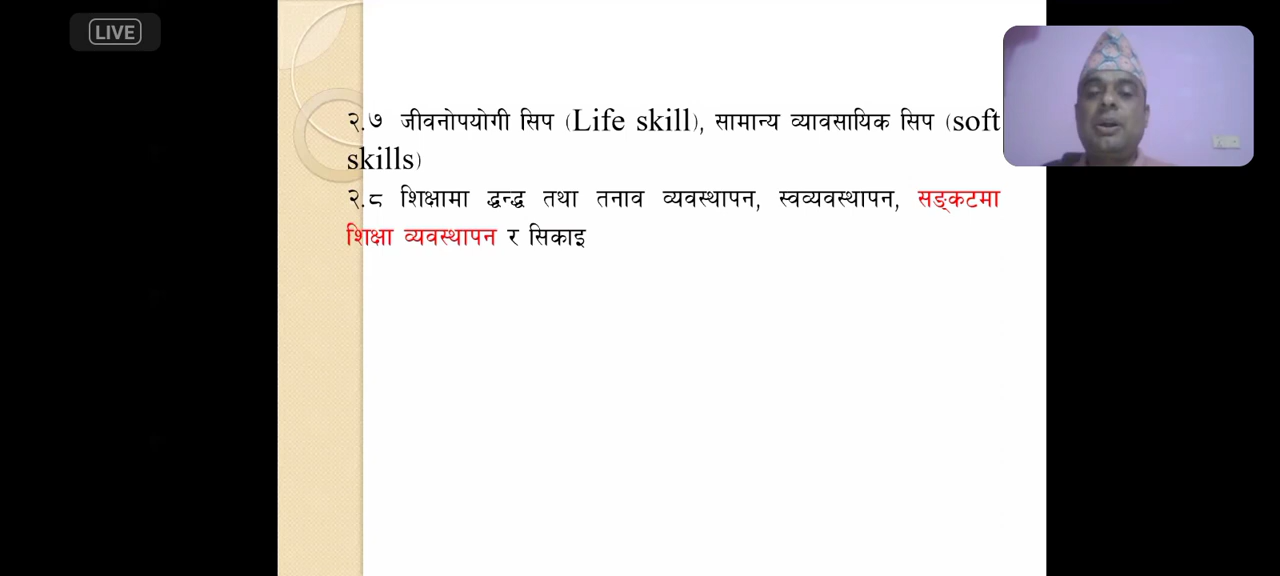 LIVE
२.७ जीवनोपयोगी सिप (Life skill), सामान्य व्यावसायिक सिप (soft
skills)
२.८ शिक्षामा द्वन्द्ध तथा तनाव व्यवस्थापन, स्वव्यवस्थापन, सङ्कटमा
शिक्षा व्यवस्थापन र सिकाइ